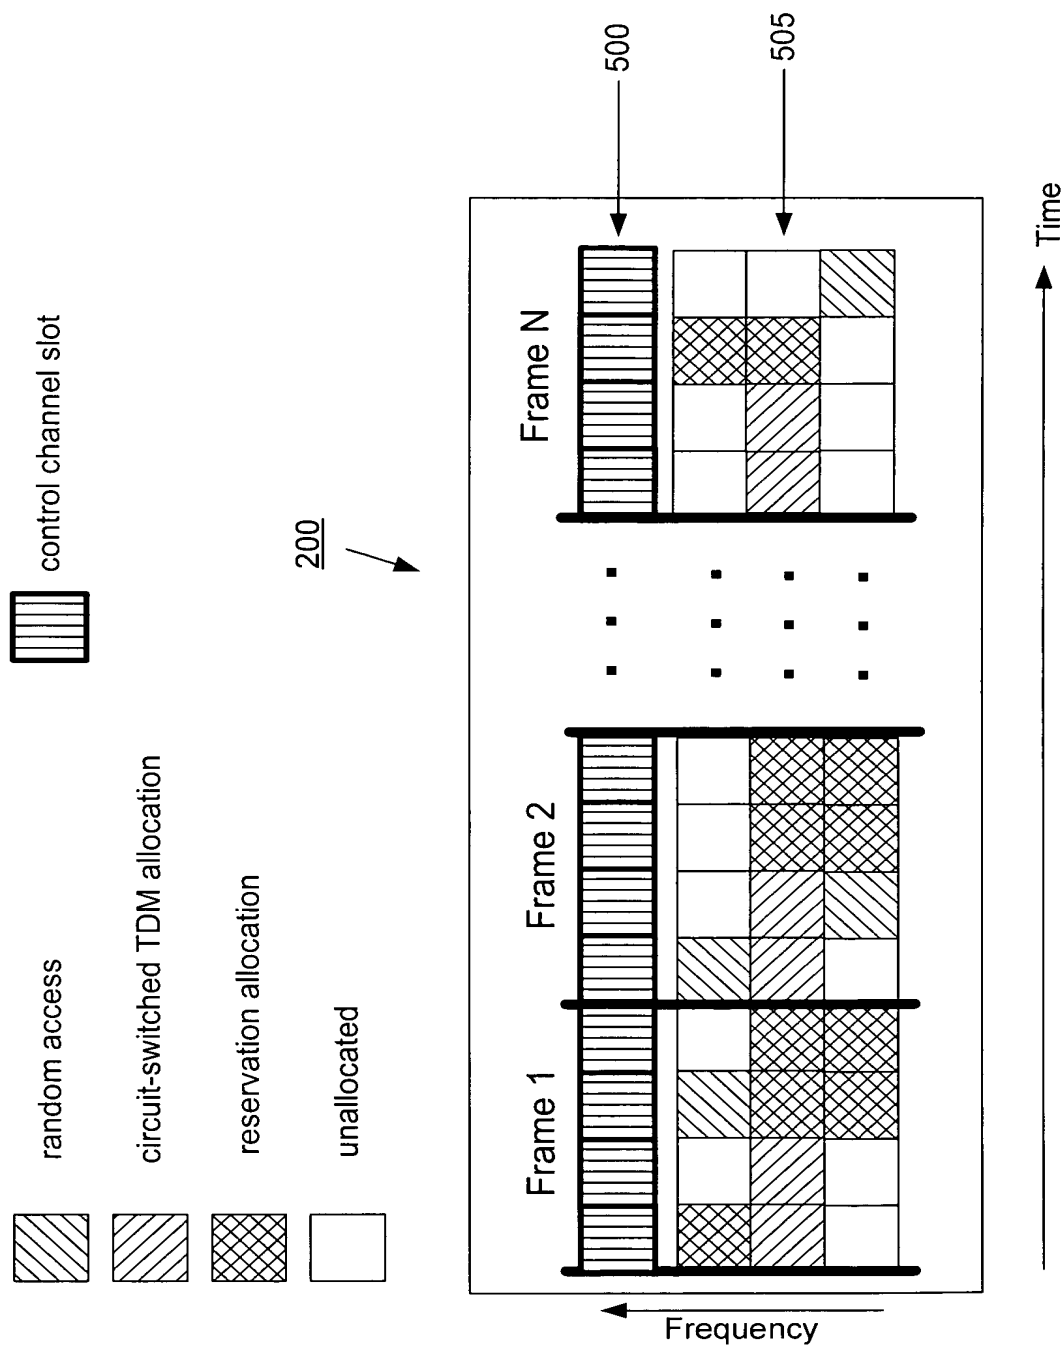 random access
circuit-switched TDM allocation
reservation allocation
unallocated
control channel slot
200
Frame 1
Frame 2
Frame N
500
505
Frequency
Time